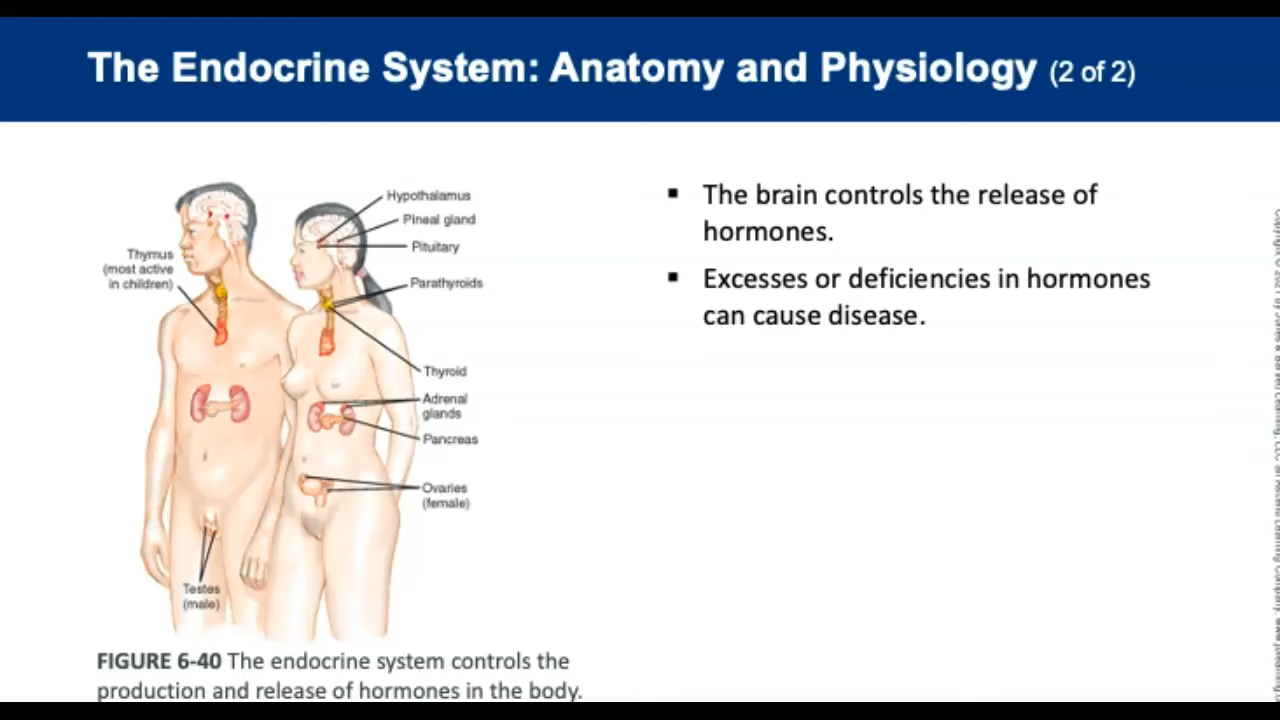 The Endocrine System: Anatomy and Physiology (2 of 2)
Hypothalamus
Pineal gland
Pituitary
Thymus
(most active
in children)
Parathyroids
Thyroid
Adrenal
glands
Pancreas
Ovaries
(female)
Testes
(male)
FIGURE 6-40 The endocrine system controls the
production and release of hormones in the body.
▪ The brain controls the release of
hormones.
▪ Excesses or deficiencies in hormones
can cause disease.